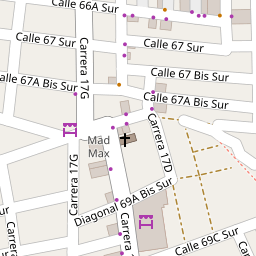 Calle 66A Sur
Calle 67 Sur
Carrera 17G
Calle 67 Bis Sur
Calle 67A Bis Sur
Calle 67A Bis Sur
Mad
Max
Carrera 17D
Carrera 17G
Diagonal 69A Bis Sur
Carrera
Calle 69C Sur